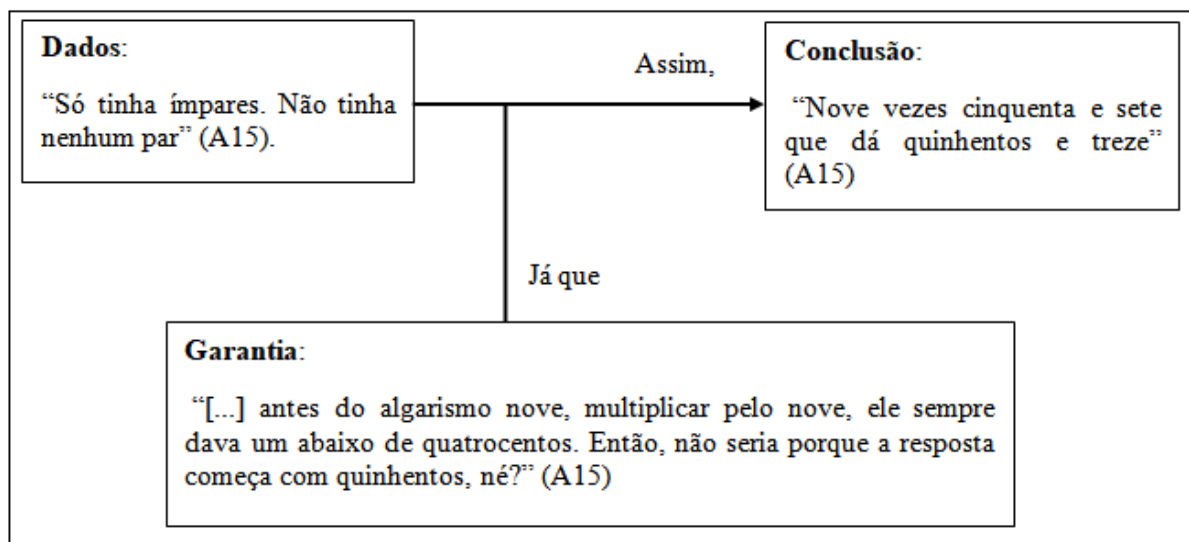 Dados:
“Só tinha ímpares. Não tinha
nenhum par” (A15).
Assim,
Conclusão:
“Nove vezes cinquenta e sete
que dá quinhentos e treze”
(A15)
Já que
Garantia:
“[...] antes do algarismo nove, multiplicar pelo nove, ele sempre
dava um abaixo de quatrocentos. Então, não seria porque a resposta
começa com quinhentos, né?” (A15)